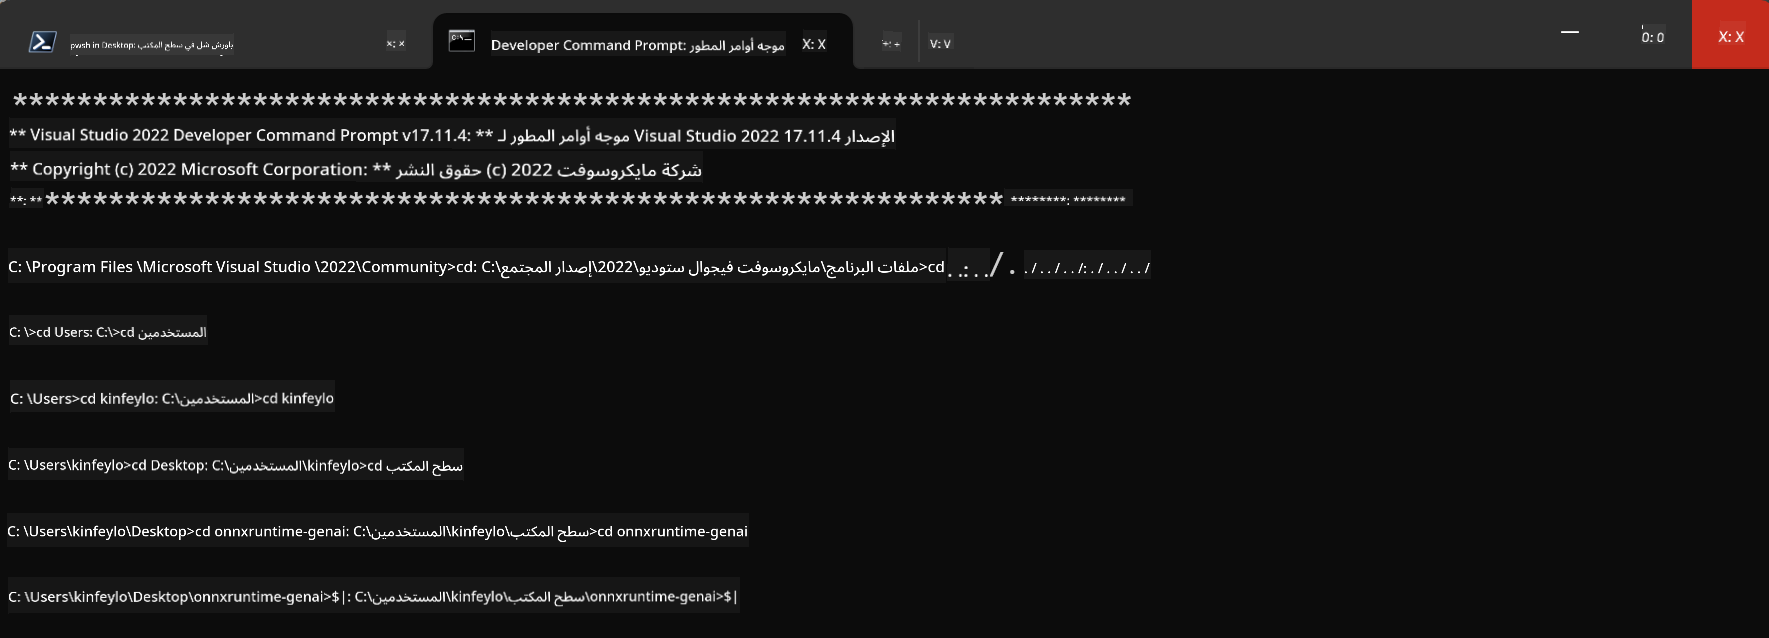 pwsh in Desktop: باورش شل في سطح المكتب
×: ×
Developer Command Prompt: موجه أوامر المطور
X: X
+: +
V: V
0: 0
X: X
**********************************************************************
** Visual Studio 2022 Developer Command Prompt v17.11.4: ** موجه أوامر المطور لـ Visual Studio 2022 الإصدار 17.11.4
** Copyright (c) 2022 Microsoft Corporation: ** حقوق النشر (c) 2022 شركة مايكروسوفت
**: ************************************************************** ********: ********
C: \Program Files \Microsoft Visual Studio \2022\Community>cd: C:\ملفات البرنامج\مايكروسوفت فيجوال ستوديو\2022\إصدار المجتمع>cd . .: . ./ . . / . . / . . /: . / . . / . . /
C: \>cd Users: C:\>cd المستخدمين
C: \Users>cd kinfeylo: C:\المستخدمين>cd kinfeylo
C: \Users\kinfeylo>cd Desktop: C:\المستخدمين\kinfeylo>cd سطح المكتب
C: \Users\kinfeylo\Desktop>cd onnxruntime-genai: C:\المستخدمين\kinfeylo\سطح المكتب>cd onnxruntime-genai
C: \Users\kinfeylo\Desktop\onnxruntime-genai>$|: C:\المستخدمين\kinfeylo\سطح المكتب\onnxruntime-genai>$|